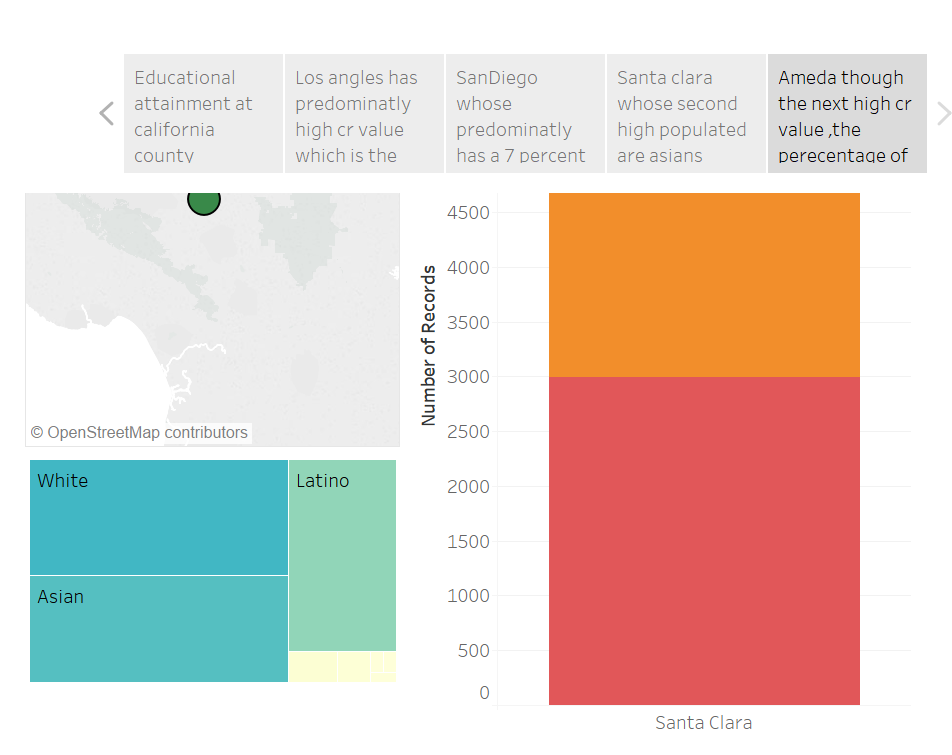 Educational
attainment at
california
county
Los angles has
predominatly
high cr value
which is the
SanDiego
whose
predominatly
has a 7 percent
Santa clara
whose second
high populated
are asians
Ameda though
the next high cr
value ,the
perecentage of
© OpenStreetMap contributors
White
Latino
Asian
Number of Records
4500
4000
3500
3000
2500
2000
1500
1000
500
0
Santa Clara